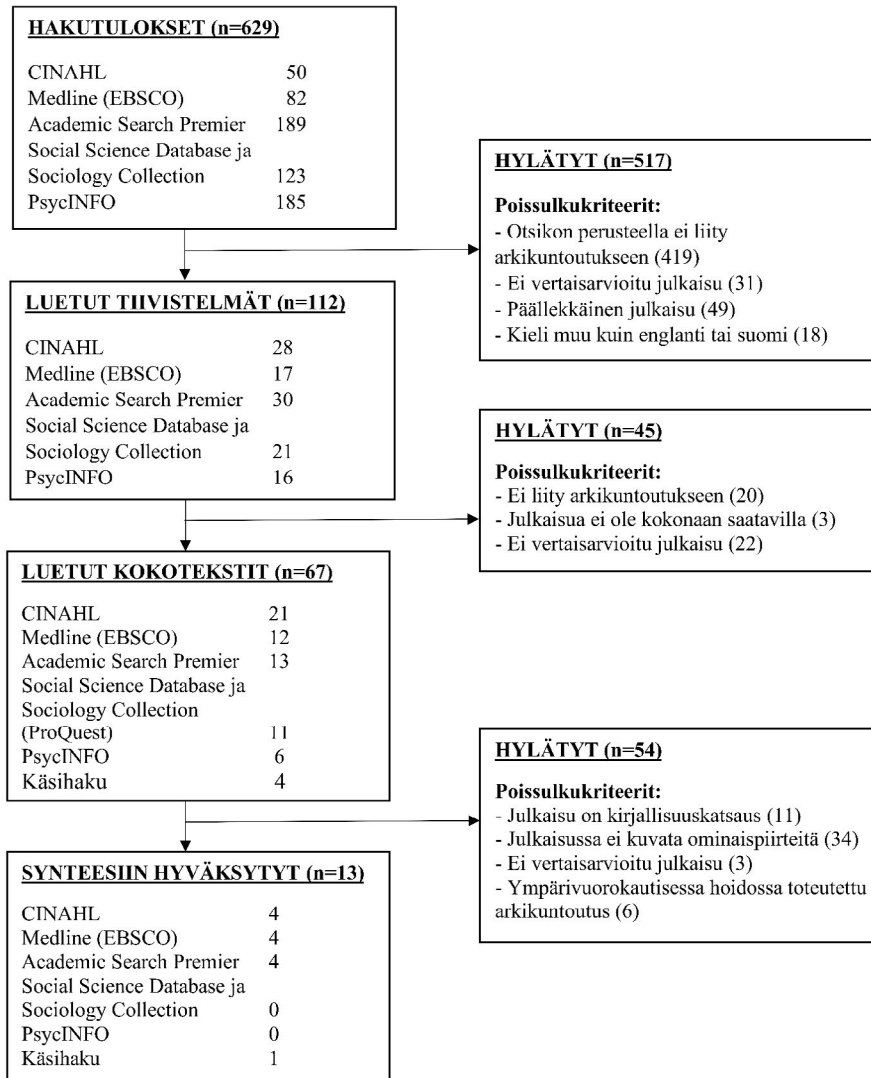 HAKUTULOKSET (n=629)
CINAHL 50
Medline (EBSCO) 82
Academic Search Premier 189
Social Science Database ja
Sociology Collection 123
PsycINFO 185
HYLÄTYT (n=517)
Poissulkukriteerit:
- Otsikon perusteella ei liity
arkikuntoutukseen (419)
- Ei vertaisarvioitu julkaisu (31)
- Päällekkäinen julkaisu (49)
- Kieli muu kuin englanti tai suomi (18)
LUETUT TIIVISTELMÄT (n=112)
CINAHL 28
Medline (EBSCO) 17
Academic Search Premier 30
Social Science Database ja
Sociology Collection 21
PsycINFO 16
HYLÄTYT (n=45)
Poissulkukriteerit:
- Ei liity arkikuntoutukseen (20)
- Julkaisua ei ole kokonaan saatavilla (3)
- Ei vertaisarvioitu julkaisu (22)
LUETUT KOKOTEKSTIT (n=67)
CINAHL 21
Medline (EBSCO) 12
Academic Search Premier 13
Social Science Database ja
Sociology Collection
(ProQuest) 11
PsycINFO 6
Käsihaku 4
HYLÄTYT (n=54)
Poissulkukriteerit:
- Julkaisu on kirjallisuuskatsaus (11)
- Julkaisussa ei kuvata ominaispiirteitä (34)
- Ei vertaisarvioitu julkaisu (3)
- Ympärivuorokautisessa hoidossa toteutettu
arkikuntoutus (6)
SYNTEESIIN HYVÄKSYTYT (n=13)
CINAHL 4
Medline (EBSCO) 4
Academic Search Premier 4
Social Science Database ja
Sociology Collection 0
PsycINFO 0
Käsihaku 1